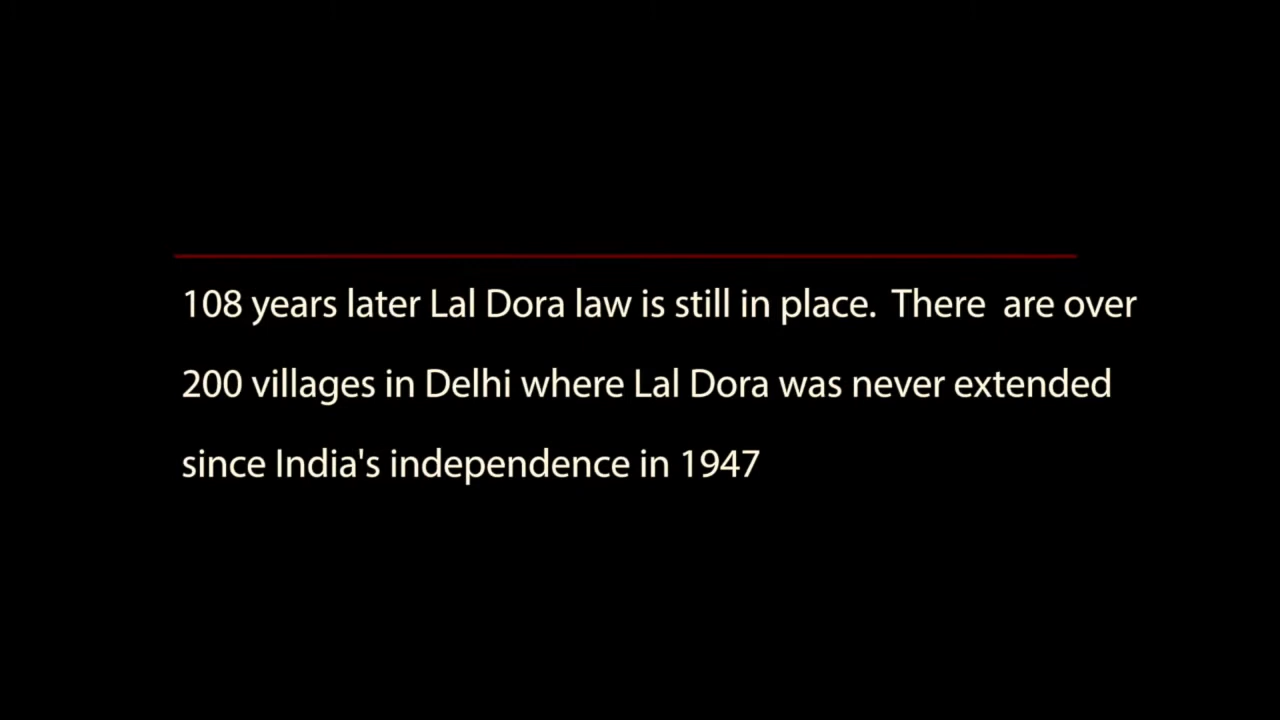 108 years later Lal Dora law is still in place.  There  are over
200 villages in Delhi where Lal Dora was never extended
since India's independence in 1947